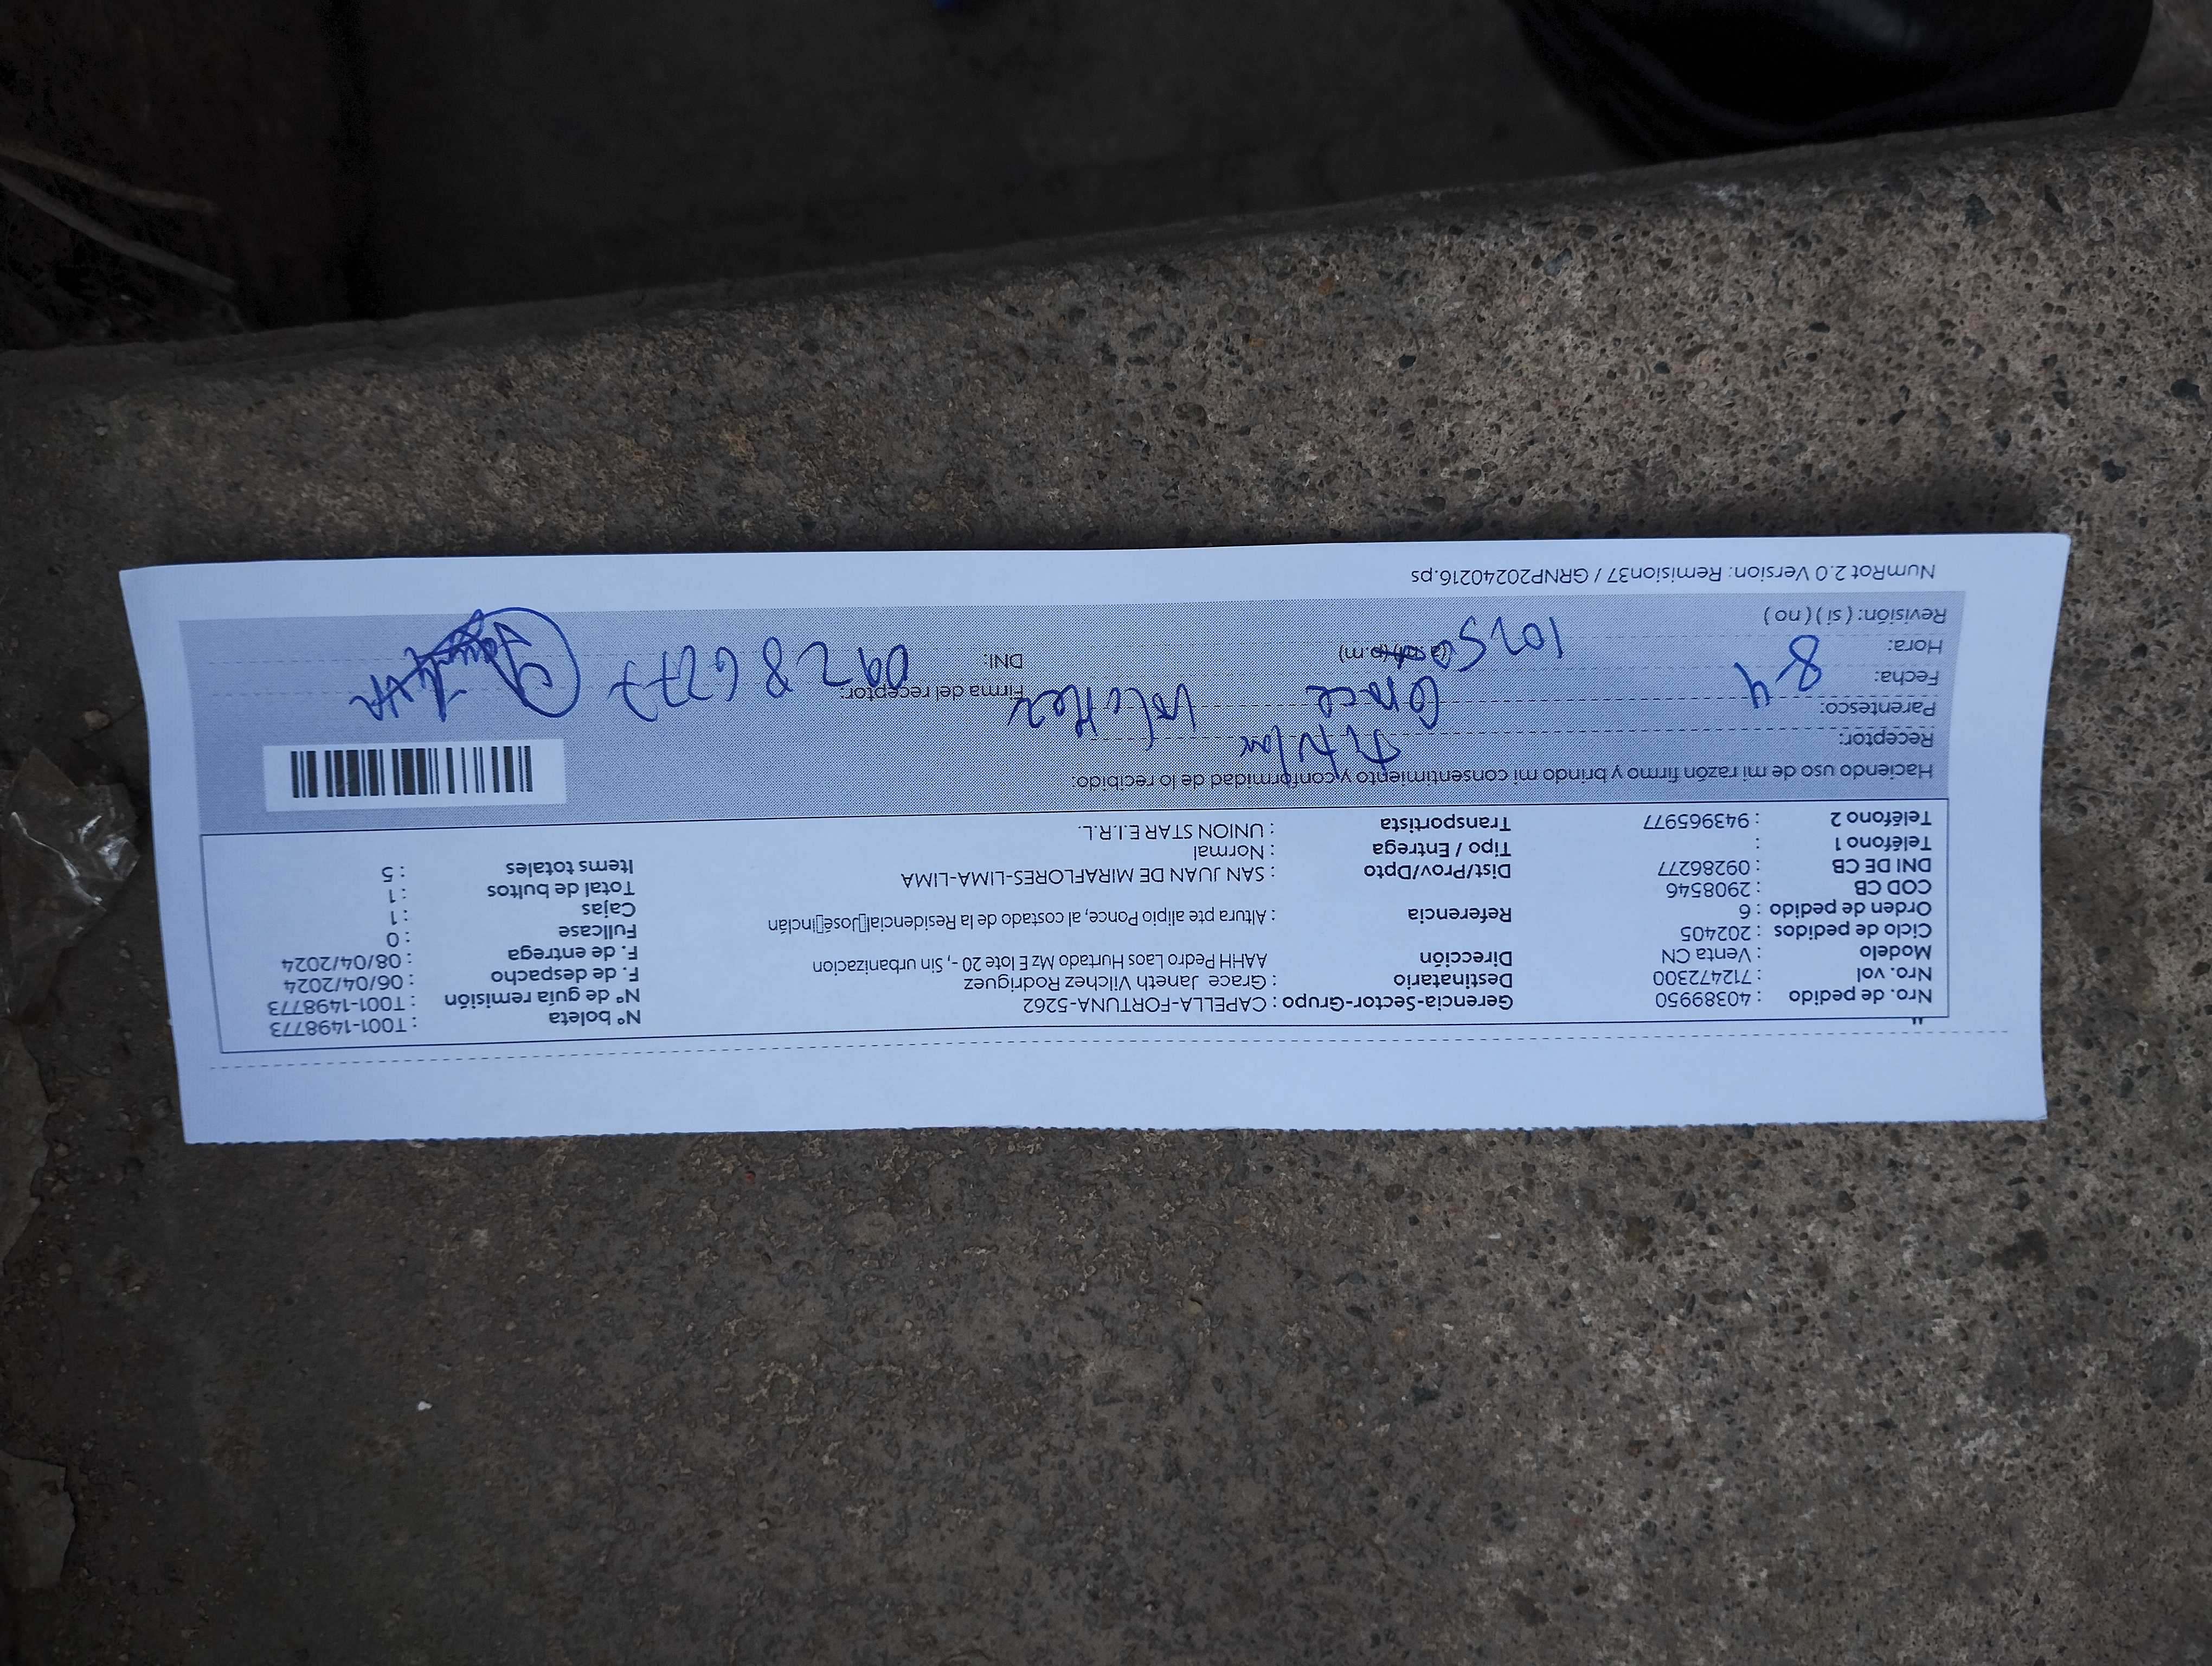 Nro. de pedido : 40389950 Gerencia-Sector-Grupo : CAPELLA-FORTUNA-5262 N° boleta : T001-1498773
Nro. vol : 712472300 Destinatario : Grace Janeth Vilchez Rodriguez N° de guía remisión : T001-1498773
Modelo : Venta CN Dirección AAHH Pedro Laos Hurtado Mz E lote 20 -, Sin urbanizacion F. de despacho : 06/04/2024
Ciclo de pedidos : 202405 F. de entrega : 08/04/2024
Orden de pedido : 6 Referencia : Altura pte alipio Ponce, al costado de la Residencial▯José▯Inclán Fullcase : 0
COD CB : 2908546 Cajas : 1
DNI DE CB : 09286277 Dist/Prov/Dpto : SAN JUAN DE MIRAFLORES-LIMA-LIMA Total de bultos : 1
Teléfono 1 : Tipo / Entrega : Normal Items totales : 5
Teléfono 2 : 943965977 Transportista : UNION STAR E.I.R.L.
Haciendo uso de mi razón firmo y brindo mi consentimiento y conformidad de lo recibido:
Receptor: Titular
Parentesco: Grace Vilchez
Fecha: 8 4 Firma del receptor:
Hora: 10:50 (a.m) (p.m) DNI: 09286277
Revisión: ( si ) ( no )
NumRot 2.0 Version: Remision37 / GRNP20240216.ps